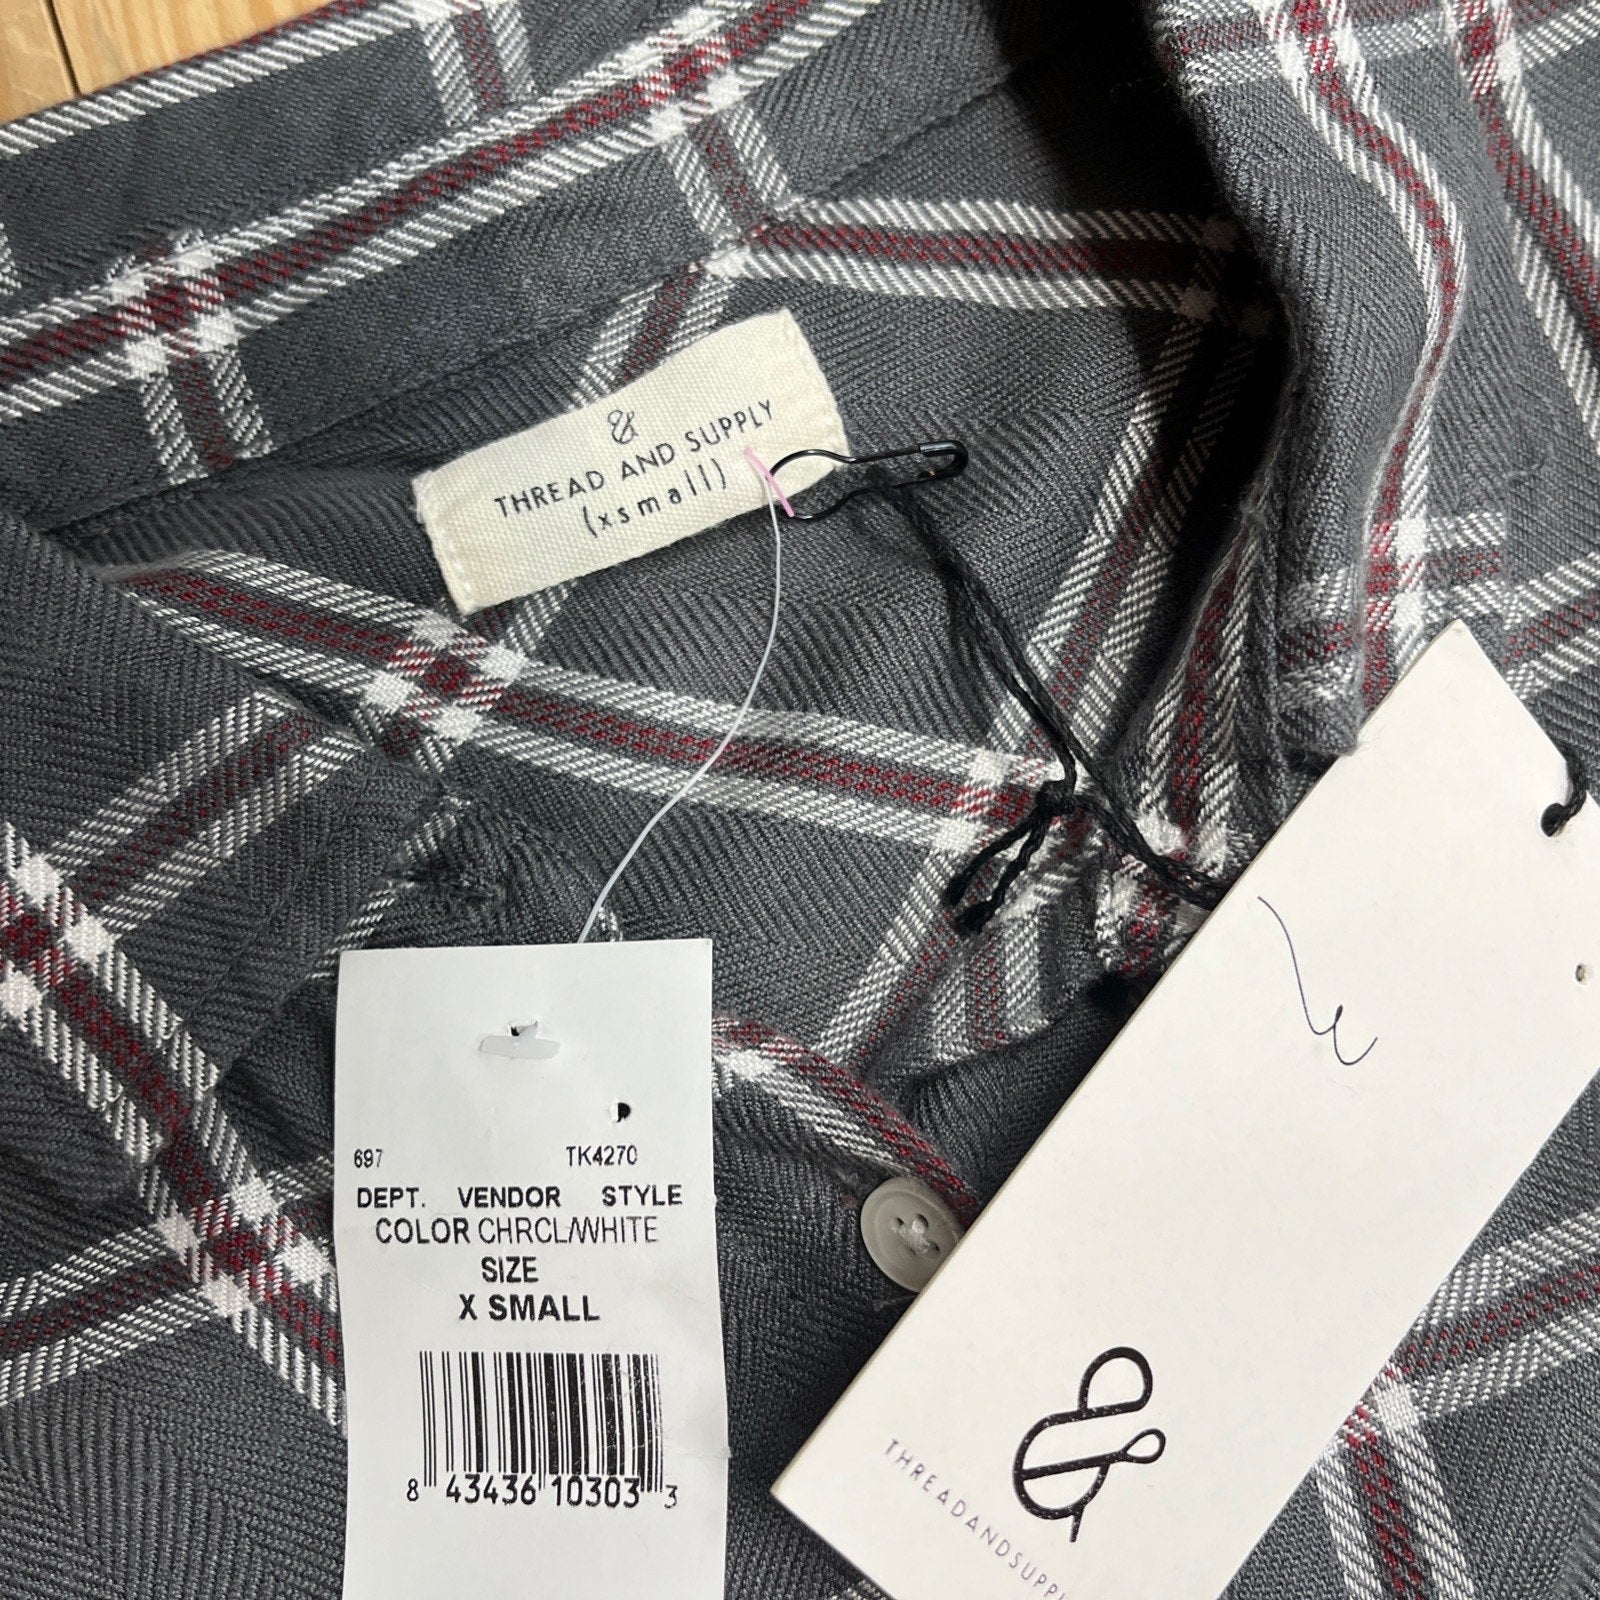 &
THREAD AND SUPPLY
(xsmall)
697 TK4270
DEPT. VENDOR STYLE
COLOR CHRCL/WHITE
SIZE
X SMALL
8 43436 10303 3
&
THREADANDSUPPL